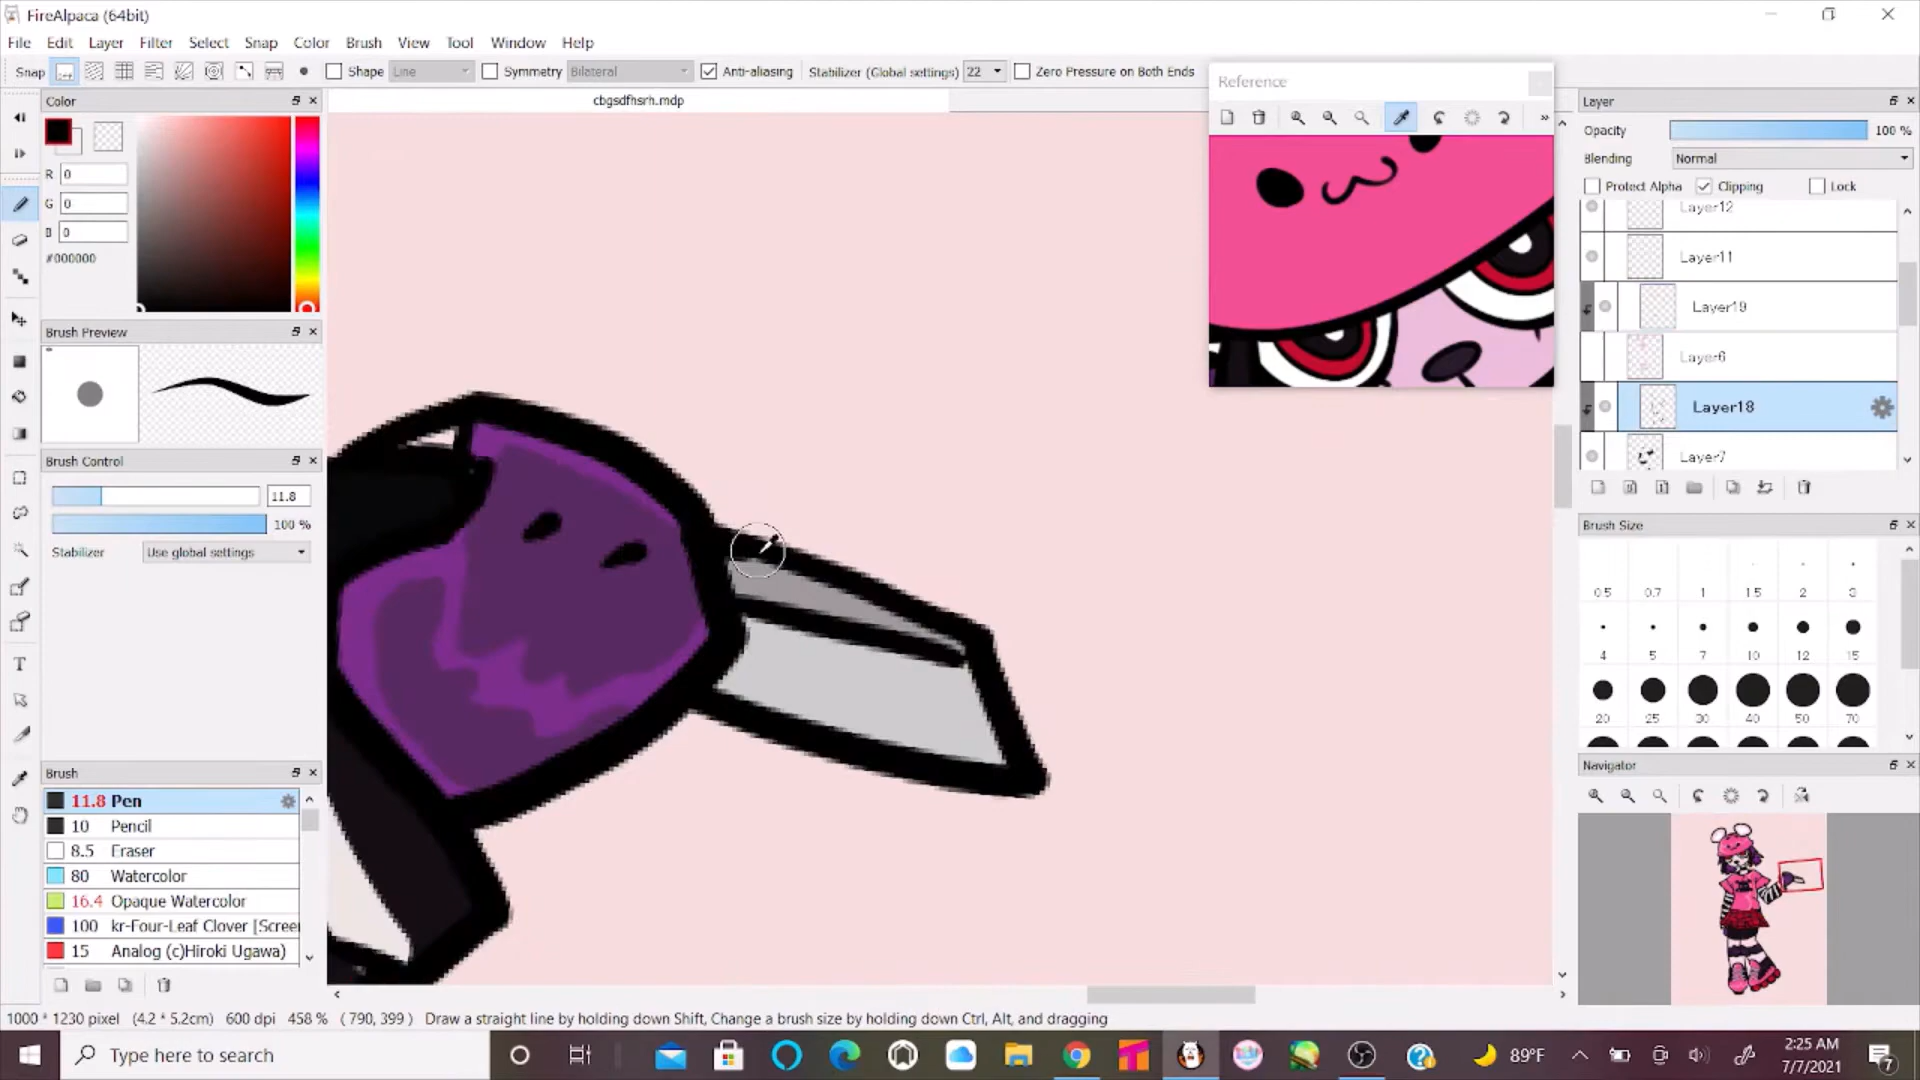 FireAlpaca (64bit)
File Edit Layer Filter Select Snap Color Brush View Tool Window Help
Snap Shape Line Symmetry Bilateral Anti-aliasing Stabilizer (Global settings) 22 Zero Pressure on Both Ends
Color
cbgsdfhsrh.mdp
R 0
G 0
B 0
#000000
Brush Preview
Brush Control
11.8
100 %
Stabilizer Use global settings
Brush
11.8 Pen
10 Pencil
8.5 Eraser
80 Watercolor
16.4 Opaque Watercolor
100 kr-Four-Leaf Clover [Screen
15 Analog (c)Hiroki Ugawa)
Reference
»
Layer
Opacity 100 %
Blending Normal
Protect Alpha Clipping Lock
Layer12
Layer11
Layer19
Layer6
Layer18
Layer7
Brush Size
0.5 0.7 1 1.5 2 3
4 5 7 10 12 15
20 25 30 40 50 70
Navigator
1000 * 1230 pixel (4.2 * 5.2cm) 600 dpi 458 % ( 790, 399 ) Draw a straight line by holding down Shift, Change a brush size by holding down Ctrl, Alt, and dragging
Type here to search
89°F
2:25 AM
7/7/2021
7